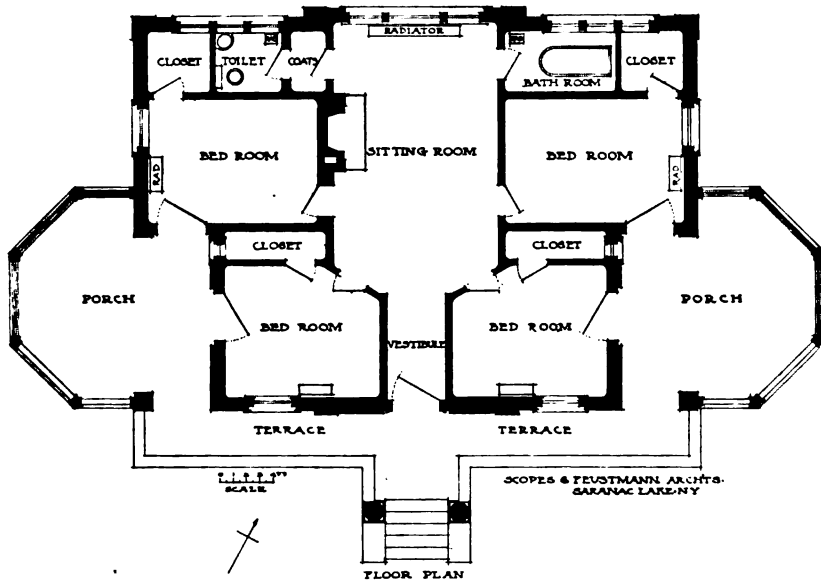 RADIATOR
CLOSET
TOILET
COATS
BATH ROOM
CLOSET
BED ROOM
SITTING ROOM
BED ROOM
RAD
RAD
CLOSET
CLOSET
PORCH
BED ROOM
VESTIBULE
BED ROOM
PORCH
TERRACE
TERRACE
SCALE
SCOPES & FEUSTMANN ARCHTS.
SARANAC LAKE-NY
FLOOR PLAN